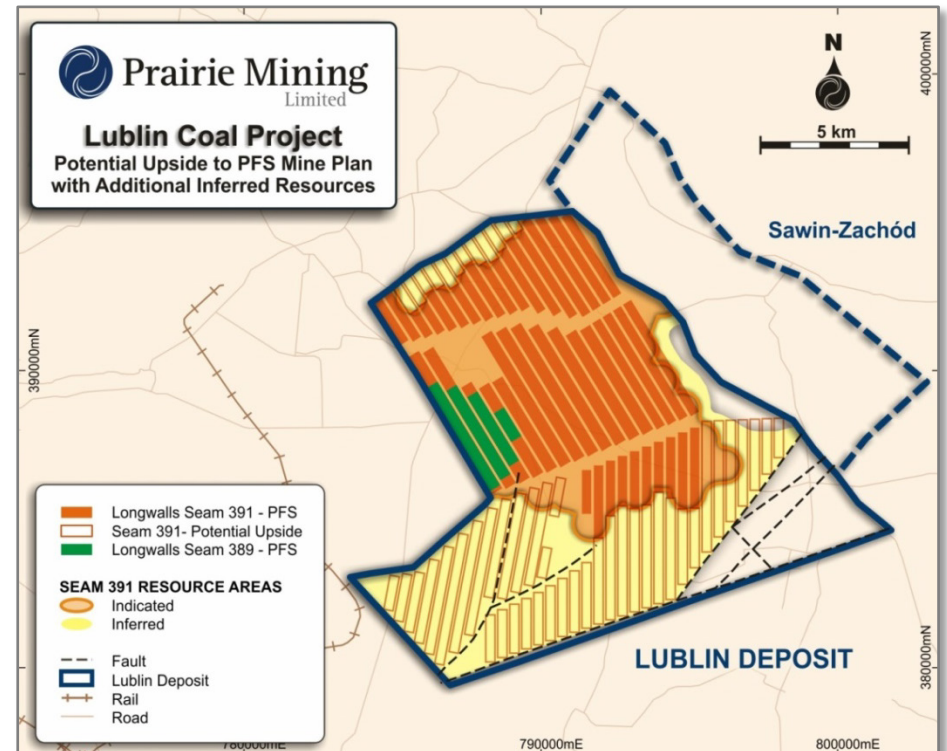 Prairie Mining
Limited
Lublin Coal Project
Potential Upside to PFS Mine Plan
with Additional Inferred Resources
N
5 km
400000mN
Sawin-Zachód
390000mN
Longwalls Seam 391 - PFS
Seam 391- Potential Upside
Longwalls Seam 389 - PFS
SEAM 391 RESOURCE AREAS
Indicated
Inferred
Fault
Lublin Deposit
Rail
Road
LUBLIN DEPOSIT
380000mN
780000mE
790000mE
800000mE